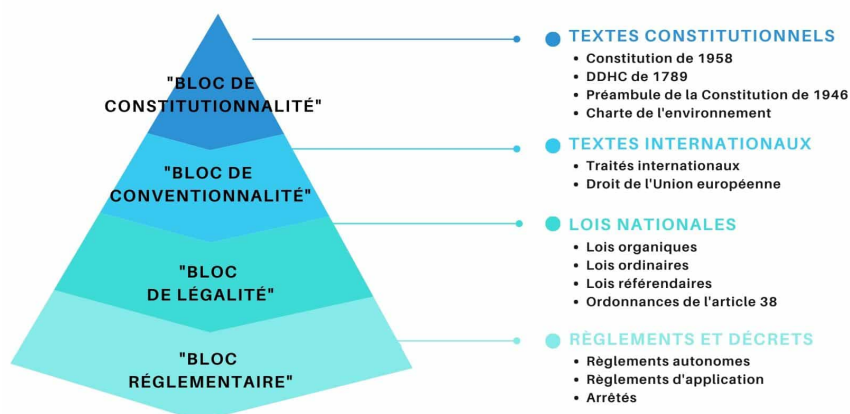 "BLOC DE
CONSTITUTIONNALITÉ"
TEXTES CONSTITUTIONNELS
• Constitution de 1958
• DDHC de 1789
• Préambule de la Constitution de 1946
• Charte de l'environnement
"BLOC DE
CONVENTIONNALITÉ"
TEXTES INTERNATIONAUX
• Traités internationaux
• Droit de l'Union européenne
"BLOC
DE LÉGALITÉ"
LOIS NATIONALES
• Lois organiques
• Lois ordinaires
• Lois référendaires
• Ordonnances de l'article 38
"BLOC
RÉGLEMENTAIRE"
RÈGLEMENTS ET DÉCRETS
• Règlements autonomes
• Règlements d'application
• Arrêtés